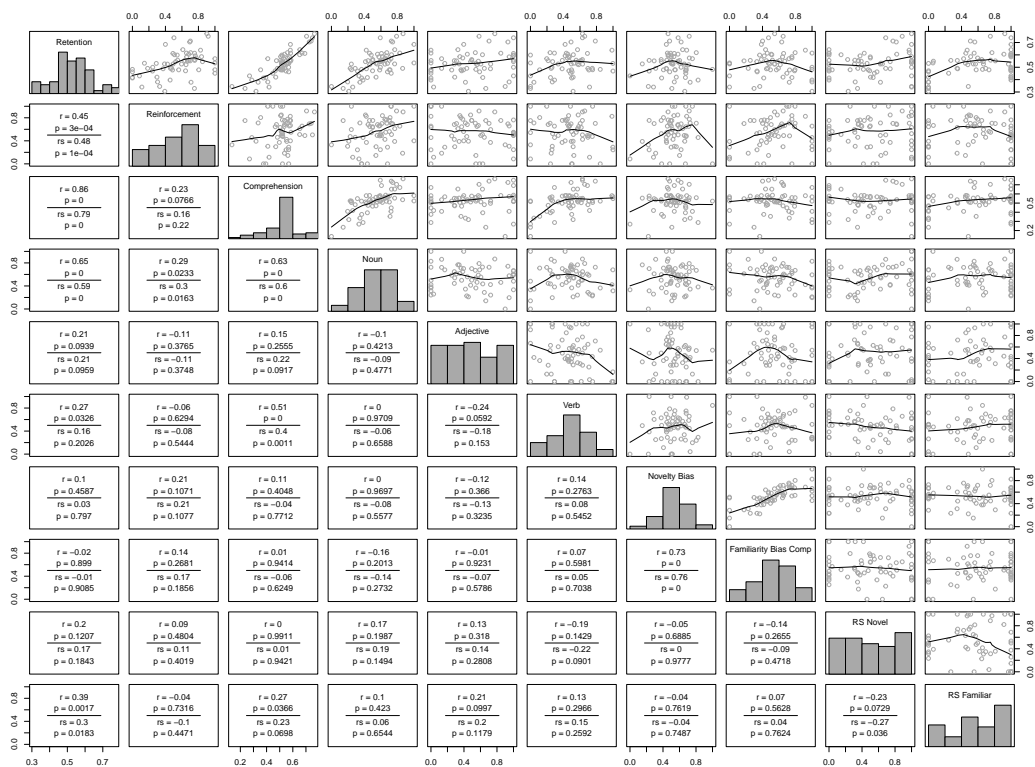 0.0 0.4 0.8
0.0 0.4 0.8
0.0 0.4 0.8
0.0 0.4 0.8
0.0 0.4 0.8
Retention
0.3 0.5 0.7
0.0 0.4 0.8
r = 0.45
p = 3e−04
rs = 0.48
p = 1e−04
Reinforcement
r = 0.86
p = 0
rs = 0.79
p = 0
r = 0.23
p = 0.0766
rs = 0.16
p = 0.22
Comprehension
0.2 0.5
0.0 0.4 0.8
r = 0.65
p = 0
rs = 0.59
p = 0
r = 0.29
p = 0.0233
rs = 0.3
p = 0.0163
r = 0.63
p = 0
rs = 0.6
p = 0
Noun
r = 0.21
p = 0.0939
rs = 0.21
p = 0.0959
r = −0.11
p = 0.3765
rs = −0.11
p = 0.3748
r = 0.15
p = 0.2555
rs = 0.22
p = 0.0917
r = −0.1
p = 0.4213
rs = −0.09
p = 0.4771
Adjective
0.0 0.4 0.8
0.0 0.4 0.8
r = 0.27
p = 0.0326
rs = 0.16
p = 0.2026
r = −0.06
p = 0.6294
rs = −0.08
p = 0.5444
r = 0.51
p = 0
rs = 0.4
p = 0.0011
r = 0
p = 0.9709
rs = −0.06
p = 0.6588
r = −0.24
p = 0.0592
rs = −0.18
p = 0.153
Verb
r = 0.1
p = 0.4587
rs = 0.03
p = 0.797
r = 0.21
p = 0.1071
rs = 0.21
p = 0.1077
r = 0.11
p = 0.4048
rs = −0.04
p = 0.7712
r = 0
p = 0.9697
rs = −0.08
p = 0.5577
r = −0.12
p = 0.366
rs = −0.13
p = 0.3235
r = 0.14
p = 0.2763
rs = 0.08
p = 0.5452
Novelty Bias
0.0 0.4 0.8
0.0 0.4 0.8
r = −0.02
p = 0.899
rs = −0.01
p = 0.9085
r = 0.14
p = 0.2681
rs = 0.17
p = 0.1856
r = 0.01
p = 0.9414
rs = −0.06
p = 0.6249
r = −0.16
p = 0.2013
rs = −0.14
p = 0.2732
r = −0.01
p = 0.9231
rs = −0.07
p = 0.5786
r = 0.07
p = 0.5981
rs = 0.05
p = 0.7038
r = 0.73
p = 0
rs = 0.76
p = 0
Familiarity Bias Comp
r = 0.2
p = 0.1207
rs = 0.17
p = 0.1843
r = 0.09
p = 0.4804
rs = 0.11
p = 0.4019
r = 0
p = 0.9911
rs = 0.01
p = 0.9421
r = 0.17
p = 0.1987
rs = 0.19
p = 0.1494
r = 0.13
p = 0.318
rs = 0.14
p = 0.2808
r = −0.19
p = 0.1429
rs = −0.22
p = 0.0901
r = −0.05
p = 0.6885
rs = 0
p = 0.9777
r = −0.14
p = 0.2655
rs = −0.09
p = 0.4718
RS Novel
0.0 0.4 0.8
0.0 0.4 0.8
r = 0.39
p = 0.0017
rs = 0.3
p = 0.0183
r = −0.04
p = 0.7316
rs = −0.1
p = 0.4471
r = 0.27
p = 0.0366
rs = 0.23
p = 0.0698
r = 0.1
p = 0.423
rs = 0.06
p = 0.6544
r = 0.21
p = 0.0997
rs = 0.2
p = 0.1179
r = 0.13
p = 0.2966
rs = 0.15
p = 0.2592
r = −0.04
p = 0.7619
rs = −0.04
p = 0.7487
r = 0.07
p = 0.5628
rs = 0.04
p = 0.7624
r = −0.23
p = 0.0729
rs = −0.27
p = 0.036
RS Familiar
0.3 0.5 0.7
0.2 0.4 0.6
0.0 0.4 0.8
0.0 0.4 0.8
0.0 0.4 0.8